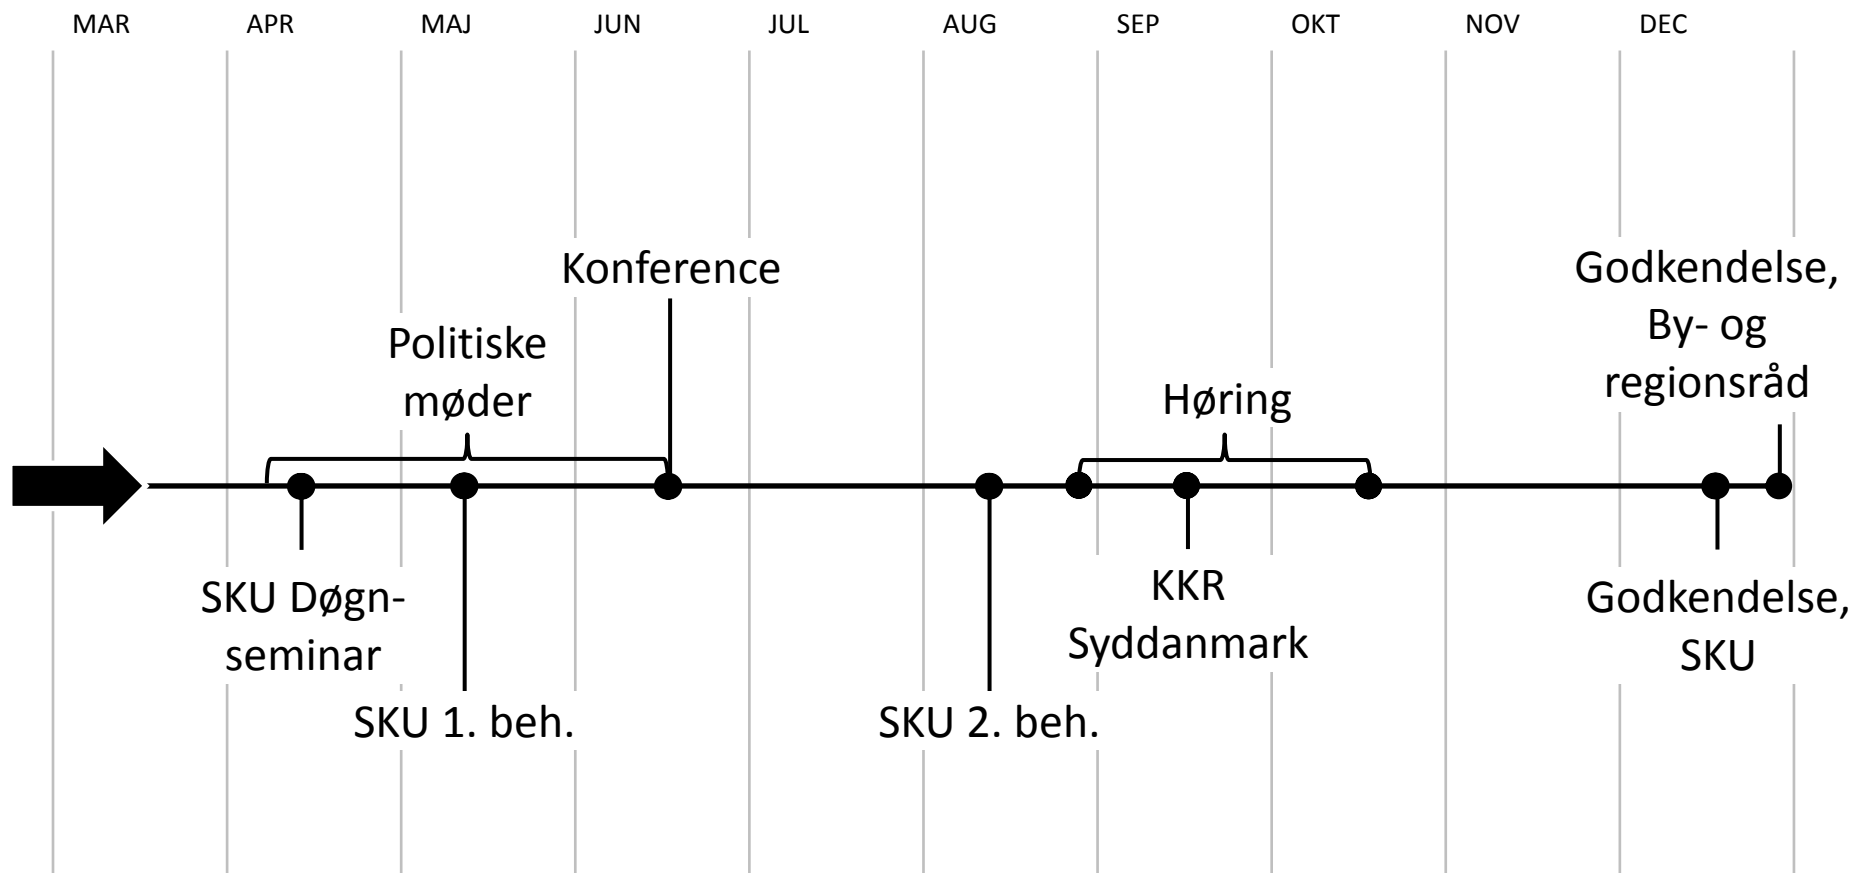 MAR APR MAJ JUN JUL AUG SEP OKT NOV DEC
Konference
Godkendelse,
By- og
regionsråd
Politiske
møder
Høring
SKU Døgn-
seminar
KKR
Syddanmark
Godkendelse,
SKU
SKU 1. beh.
SKU 2. beh.